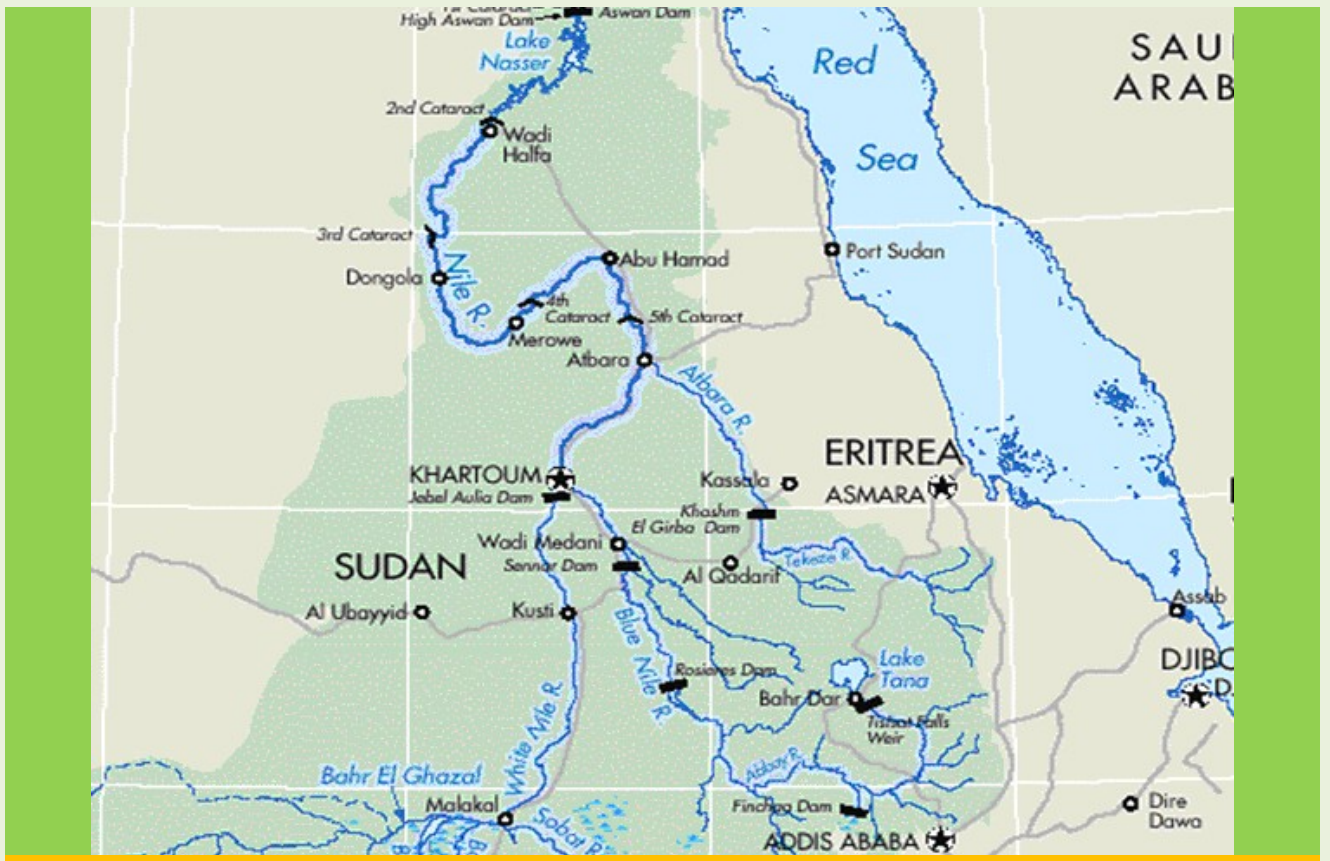 High Aswan Dam
Aswan Dam
Lake
Nasser
Red
Sea
SAU
ARAB
2nd Cataract
Wadi
Halfa
3rd Cataract
Abu Hamad
Port Sudan
Dongola
Nile R.
4th
Cataract
5th Cataract
Merowe
Atbara
Atbara R.
KHARTOUM
Jebel Aulia Dam
Kassala
ERITREA
ASMARA
Khashm
El Girba Dam
Wadi Medani
Sennar Dam
SUDAN
Al Qadarif
Tekeze R.
Al Ubayyid
Kusti
Blue Nile R.
Assab
Lake
Tana
DJIBO
Rosieres Dam
Bahr Dar
Tishat Falls
Weir
White Nile R.
Bahr El Ghazal
Abbay R.
Malakal
Sobat R.
Finchaa Dam
Dire
Dawa
ADDIS ABABA